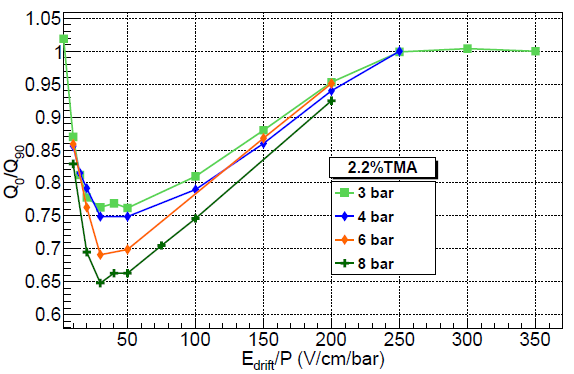 1.05
1
0.95
0.9
0.85
0.8
0.75
0.7
0.65
0.6
Q0/Q90
2.2%TMA
3 bar
4 bar
6 bar
8 bar
50 100 150 200 250 300 350
Edrift/P (V/cm/bar)